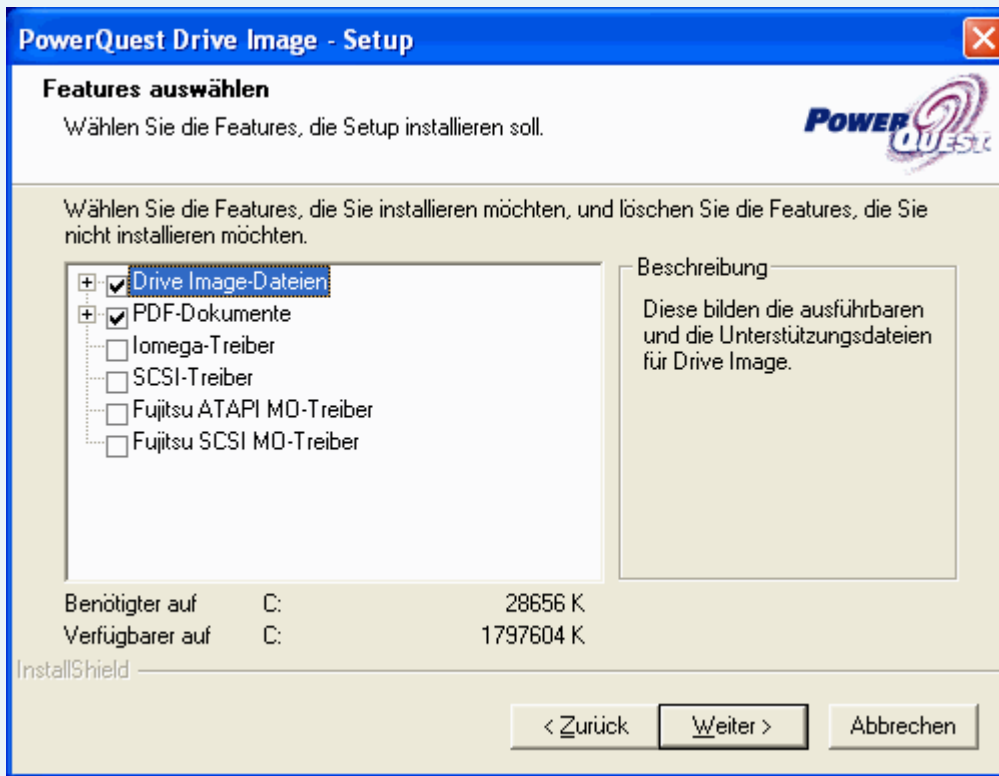 PowerQuest Drive Image - Setup
Features auswählen
Wählen Sie die Features, die Setup installieren soll.
POWER
QUEST
Wählen Sie die Features, die Sie installieren möchten, und löschen Sie die Features, die Sie
nicht installieren möchten.
Drive Image-Dateien
PDF-Dokumente
Iomega-Treiber
SCSI-Treiber
Fujitsu ATAPI MO-Treiber
Fujitsu SCSI MO-Treiber
Beschreibung
Diese bilden die ausführbaren
und die Unterstützungsdateien
für Drive Image.
Benötigter auf C: 28656 K
Verfügbarer auf C: 1797604 K
InstallShield
< Zurück
Weiter >
Abbrechen